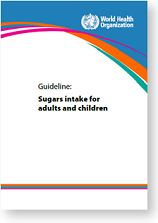 World Health
Organization
Guideline:
Sugars intake for
adults and children